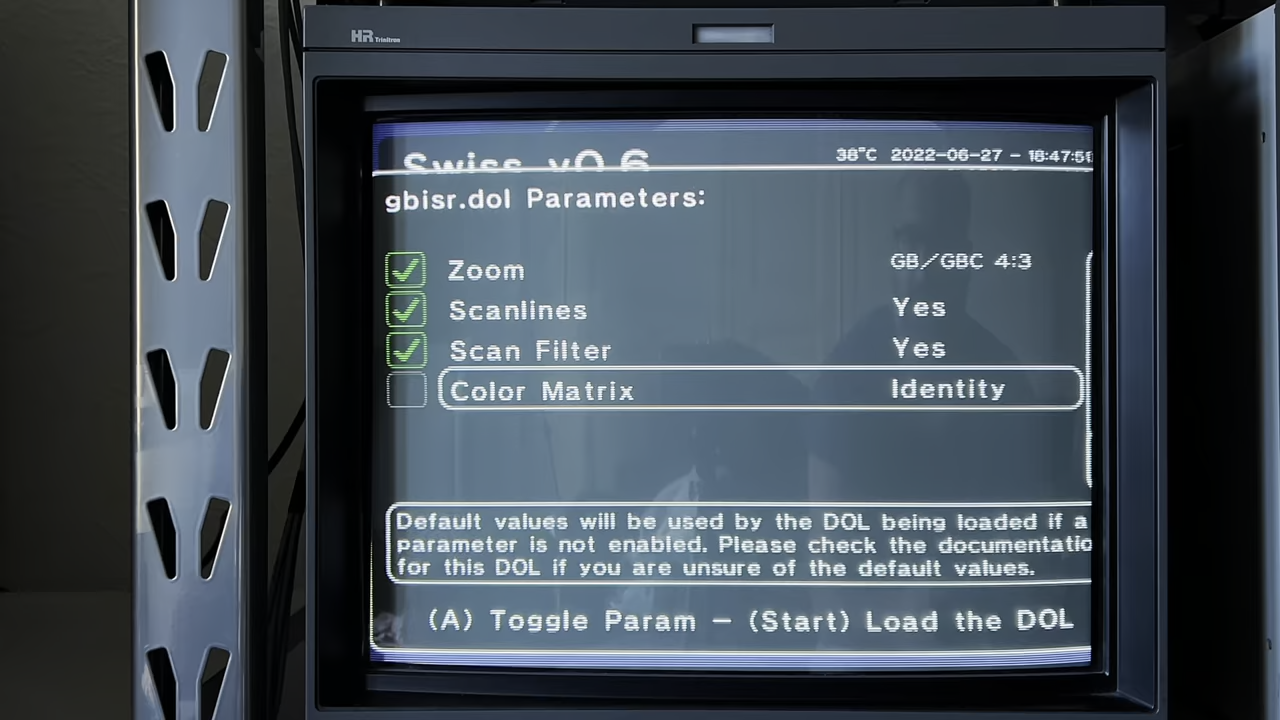 HR Trinitron
Swiss v0.6
38°C 2022-06-27 - 18:47:5
gbisr.dol Parameters:
Zoom GB/GBC 4:3
Scanlines Yes
Scan Filter Yes
Color Matrix Identity
Default values will be used by the DOL being loaded if a
parameter is not enabled. Please check the documentatio
for this DOL if you are unsure of the default values.
(A) Toggle Param - (Start) Load the DOL